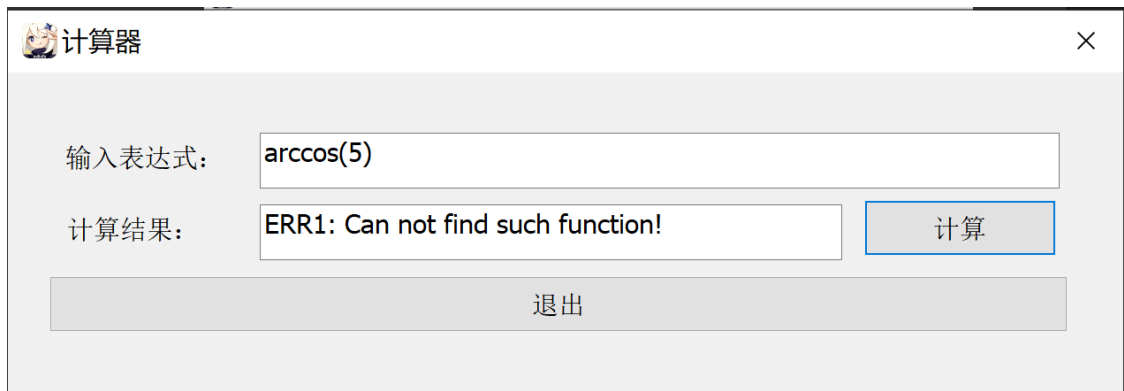 计算器
输入表达式：
arccos(5)
计算结果：
ERR1: Can not find such function!
计算
退出